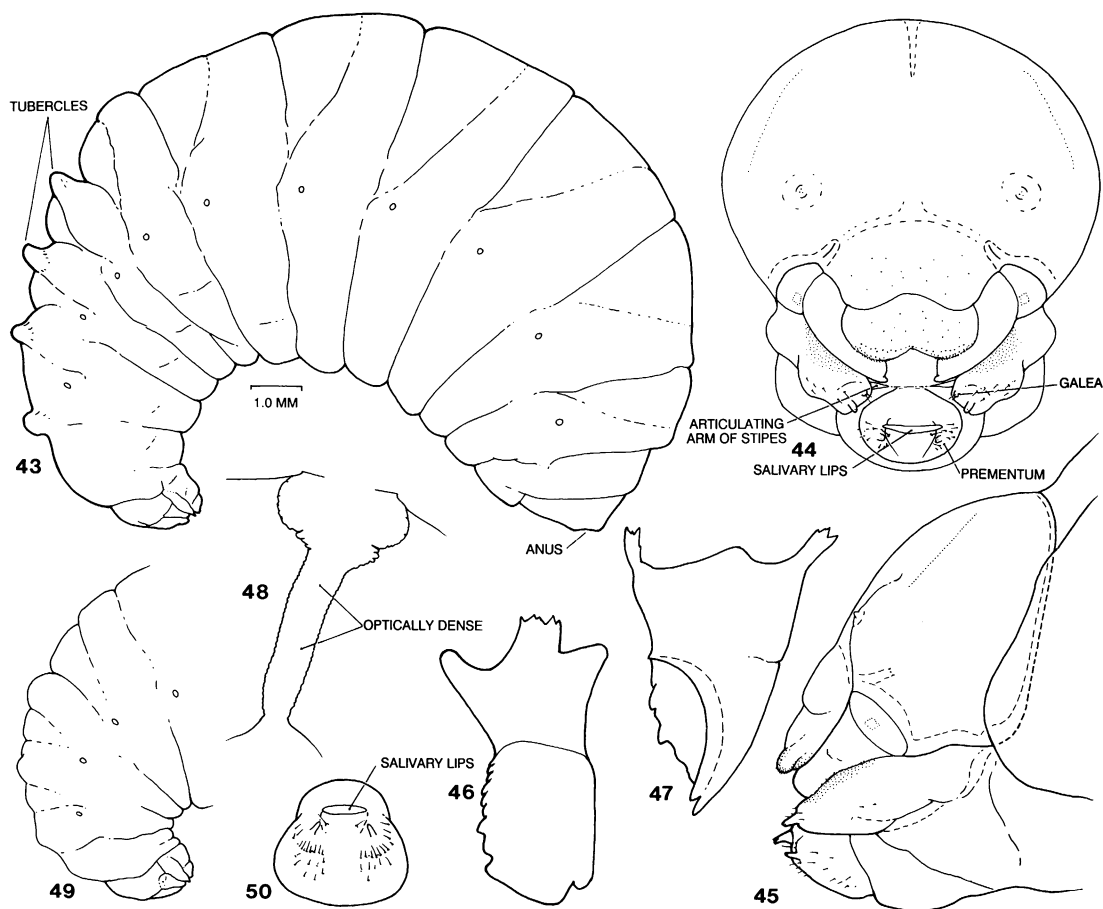 TUBERCLES
43
1.0 MM
ANUS
44
GALEA
ARTICULATING
ARM OF STIPES
SALIVARY LIPS
PREMENTUM
48
OPTICALLY DENSE
49
SALIVARY LIPS
50
46
47
45